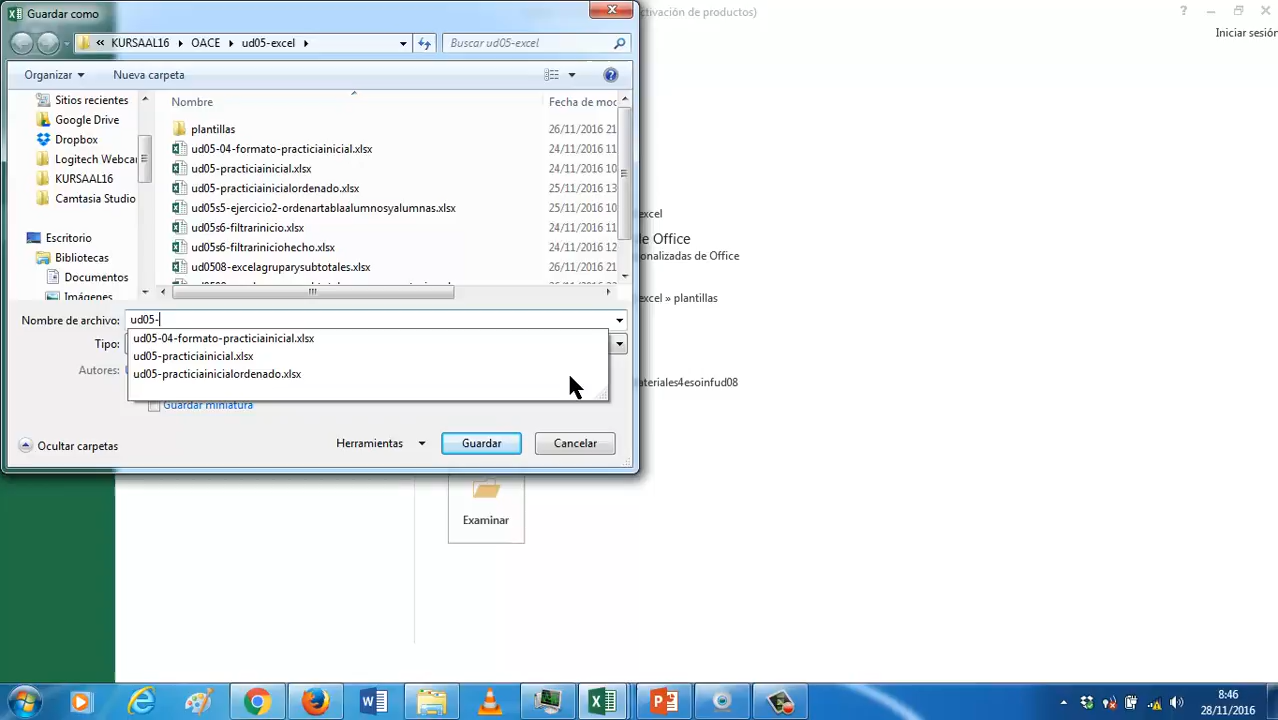 Guardar como
ctivación de productos)
Iniciar sesión
« KURSAAL16 OACE ud05-excel
Buscar ud05-excel
Organizar Nueva carpeta
Sitios recientes
Google Drive
Dropbox
Logitech Webcar
KURSAAL16
Camtasia Studio
Escritorio
Bibliotecas
Documentos
Imágenes
Nombre Fecha de moc
plantillas 26/11/2016 21
ud05-04-formato-practiciainicial.xlsx 24/11/2016 11
ud05-practiciainicial.xlsx 24/11/2016 10
ud05-practiciainicialordenado.xlsx 25/11/2016 13
ud05s5-ejercicio2-ordenartablaalumnosyalumnas.xlsx 25/11/2016 10
ud05s6-filtrarinicio.xlsx 24/11/2016 11
ud05s6-filtrariniciohecho.xlsx 24/11/2016 12
ud0508-excelagruparysubtotales.xlsx 26/11/2016 21
Nombre de archivo: ud05-
Tipo:
Autores:
ud05-04-formato-practiciainicial.xlsx
ud05-practiciainicial.xlsx
ud05-practiciainicialordenado.xlsx
Guardar miniatura
Ocultar carpetas
Herramientas Guardar Cancelar
excel
de Office
onalizadas de Office
excel » plantillas
ateriales4esoinfud08
Examinar
8:46
28/11/2016